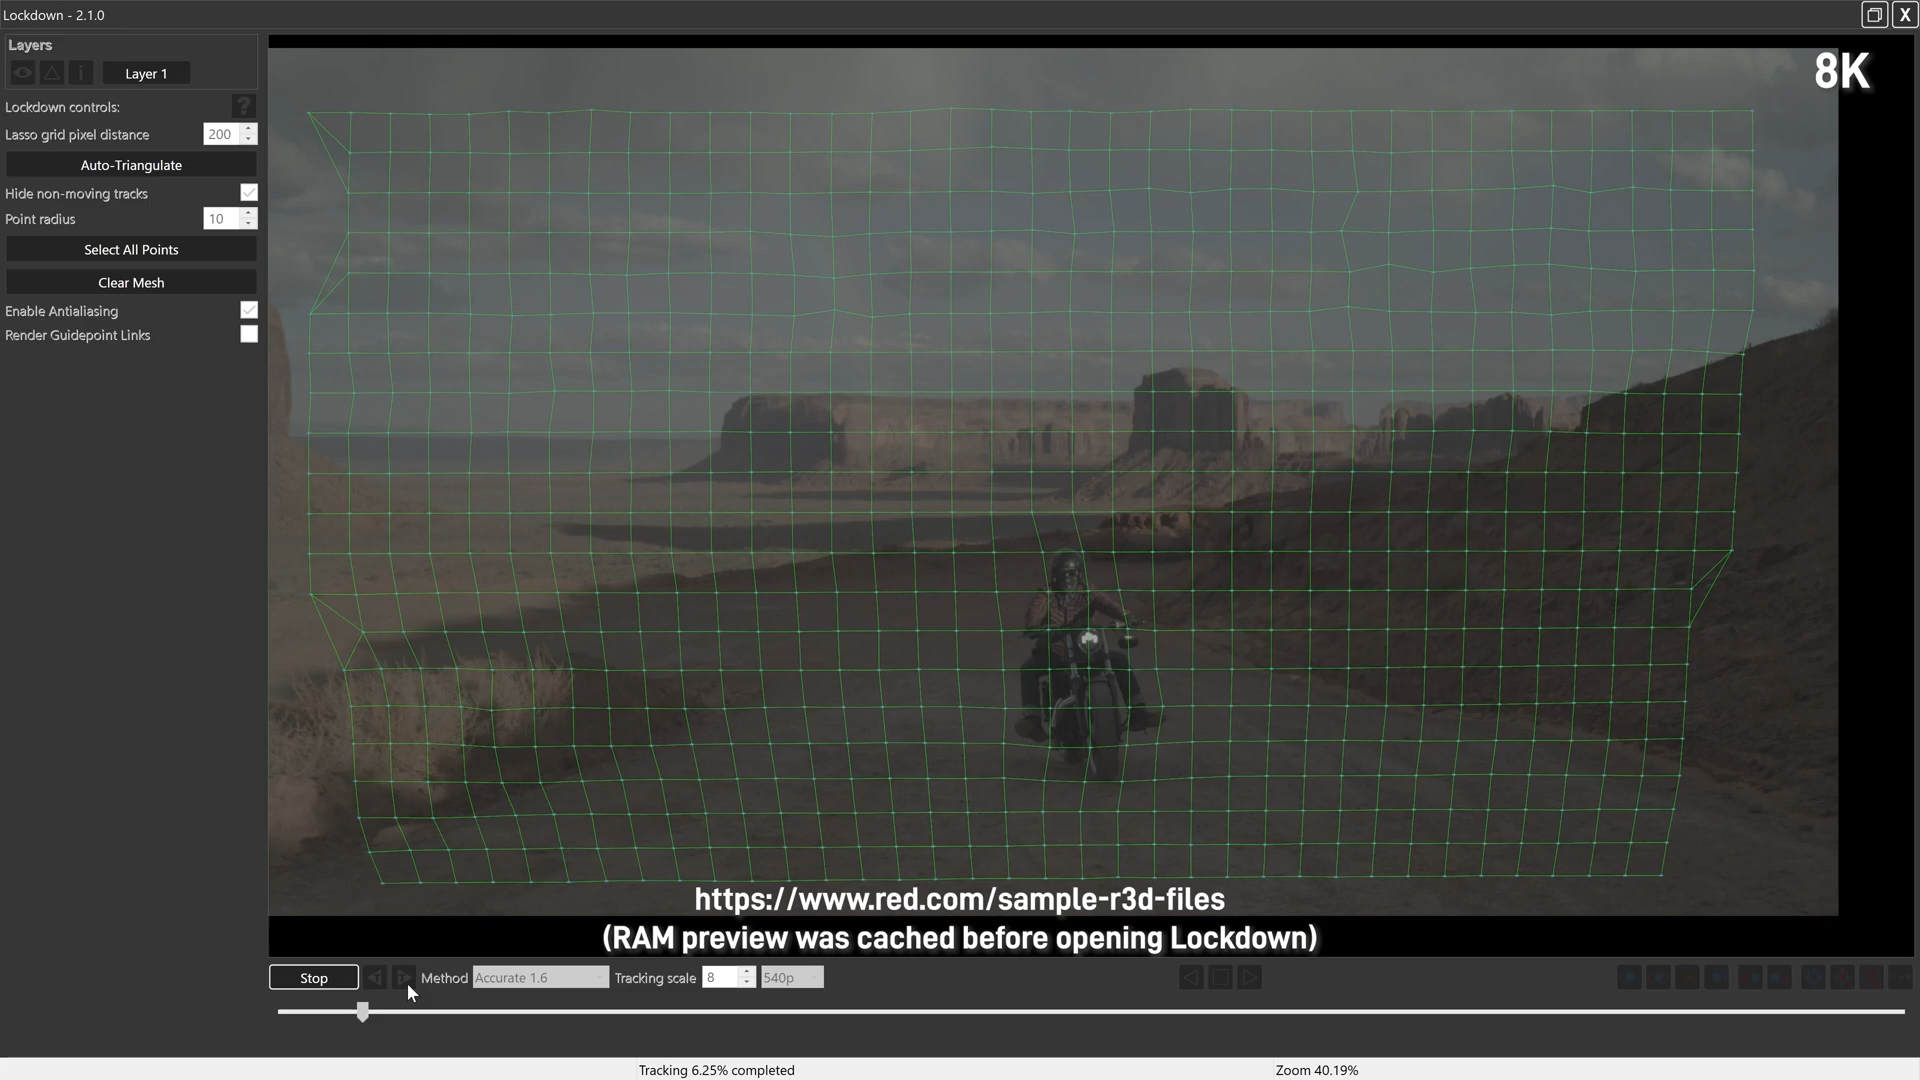 Lockdown - 2.1.0
X
Layers
i
Layer 1
Lockdown controls:
?
Lasso grid pixel distance
200
Auto-Triangulate
Hide non-moving tracks
Point radius
10
Select All Points
Clear Mesh
Enable Antialiasing
Render Guidepoint Links
8K
https://www.red.com/sample-r3d-files
(RAM preview was cached before opening Lockdown)
Stop
Method
Accurate 1.6
Tracking scale
8
540p
Tracking 6.25% completed
Zoom 40.19%